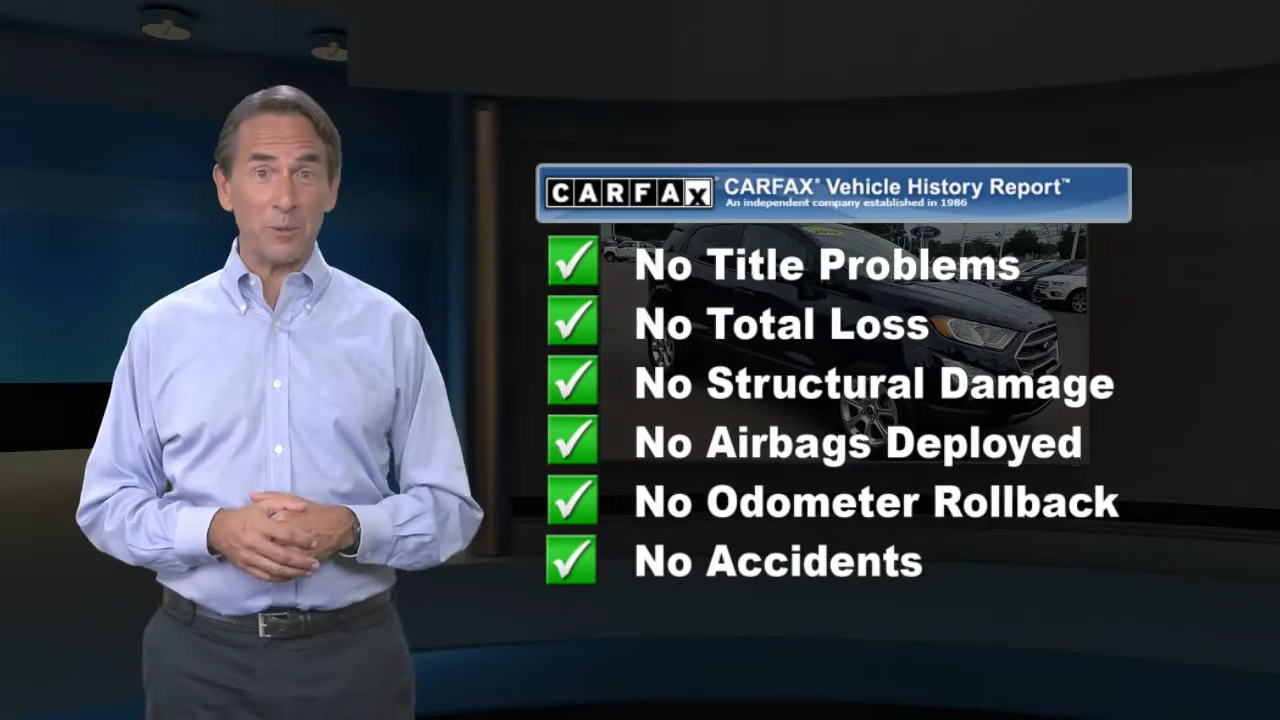 CARFAX
CARFAX® Vehicle History Report™
An independent company established in 1986
No Title Problems
No Total Loss
No Structural Damage
No Airbags Deployed
No Odometer Rollback
No Accidents